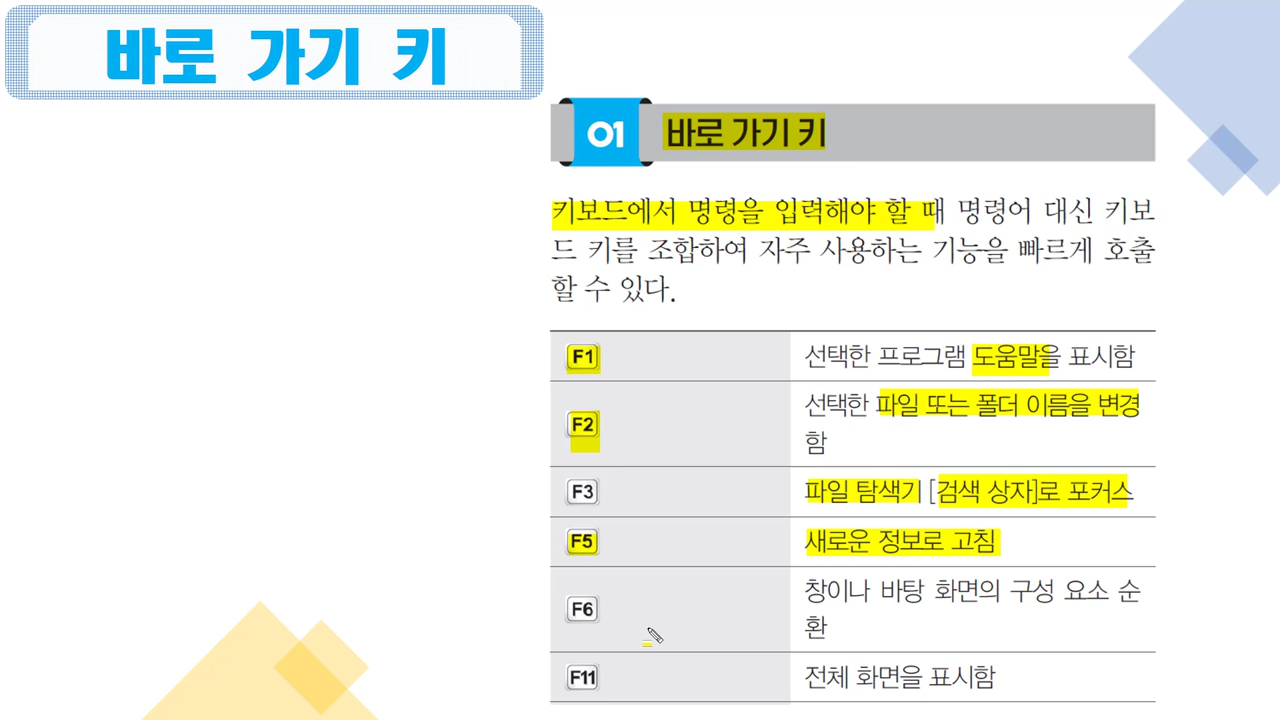 바로 가기 키
01 바로 가기 키
키보드에서 명령을 입력해야 할 때 명령어 대신 키보
드 키를 조합하여 자주 사용하는 기능을 빠르게 호출
할 수 있다.
F1 선택한 프로그램 도움말을 표시함
F2 선택한 파일 또는 폴더 이름을 변경
함
F3 파일 탐색기 [검색 상자]로 포커스
F5 새로운 정보로 고침
F6 창이나 바탕 화면의 구성 요소 순
환
F11 전체 화면을 표시함